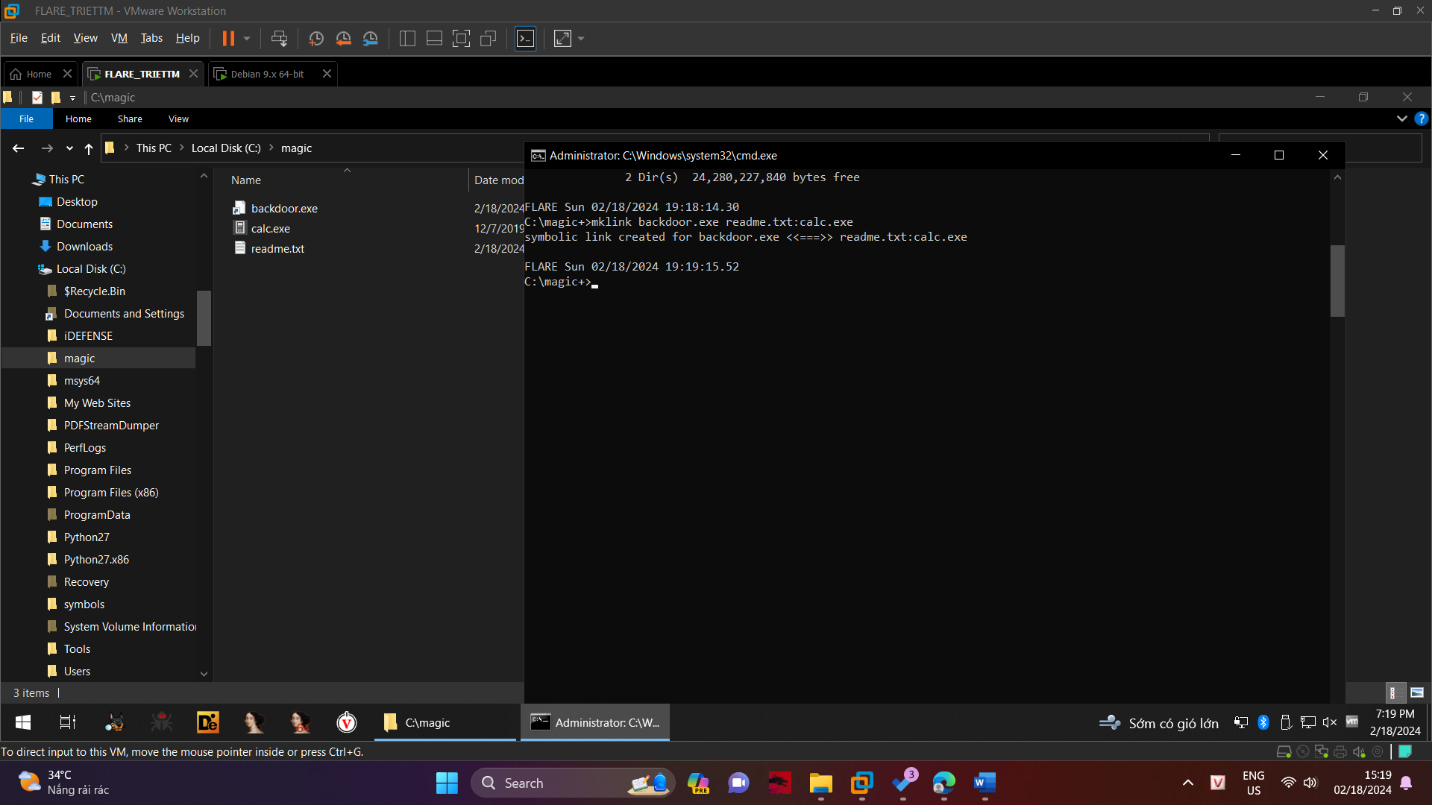 FLARE_TRIETTM - VMware Workstation
File Edit View VM Tabs Help
Home FLARE_TRIETTM Debian 9.x 64-bit
C:\magic
File Home Share View
This PC Local Disk (C:) magic
This PC
Desktop
Documents
Downloads
Local Disk (C:)
$Recycle.Bin
Documents and Settings
iDEFENSE
magic
msys64
My Web Sites
PDFStreamDumper
PerfLogs
Program Files
Program Files (x86)
ProgramData
Python27
Python27.x86
Recovery
symbols
System Volume Information
Tools
Users
Name Date mod
backdoor.exe 2/18/2024
calc.exe 12/7/2019
readme.txt 2/18/2024
Administrator: C:\Windows\system32\cmd.exe
2 Dir(s) 24,280,227,840 bytes free
FLARE Sun 02/18/2024 19:18:14.30
C:\magic+>mklink backdoor.exe readme.txt:calc.exe
symbolic link created for backdoor.exe <<===>> readme.txt:calc.exe
FLARE Sun 02/18/2024 19:19:15.52
C:\magic+>
3 items
De C:\magic Administrator: C:\W... Sớm có gió lớn 7:19 PM
2/18/2024
To direct input to this VM, move the mouse pointer inside or press Ctrl+G.
34°C
Nắng rải rác
Search PRE 3 W V ENG
US
15:19
02/18/2024